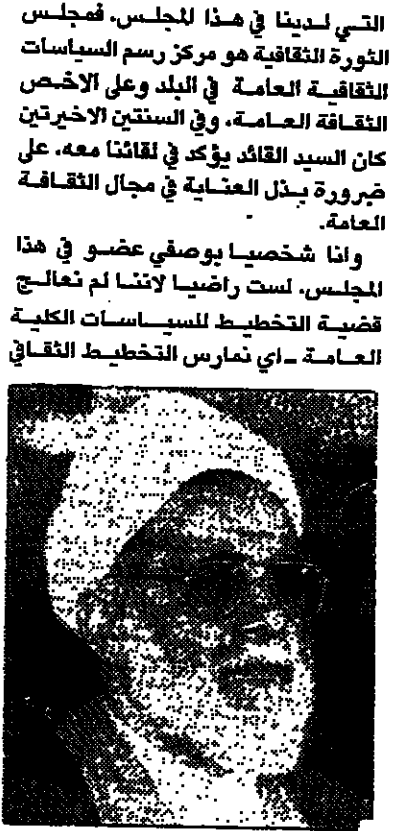 التي لدينا في هذا المجلس. فمجلس
الثورة الثقافية هو مركز رسم السياسات
الثقافية العامة في البلد وعلى الاخص
الثقافة العامة. وفي السنتين الاخيرتين
كان السيد القائد يؤكد في لقائنا معه، على
ضرورة بذل العناية في مجال الثقافة
العامة.
وانا شخصيا بوصفي عضو في هذا
المجلس، لست راضيا لاننا لم نعالج
قضية التخطيط للسياسات الكلية
العامة ـ اي نمارس التخطيط الثقافي